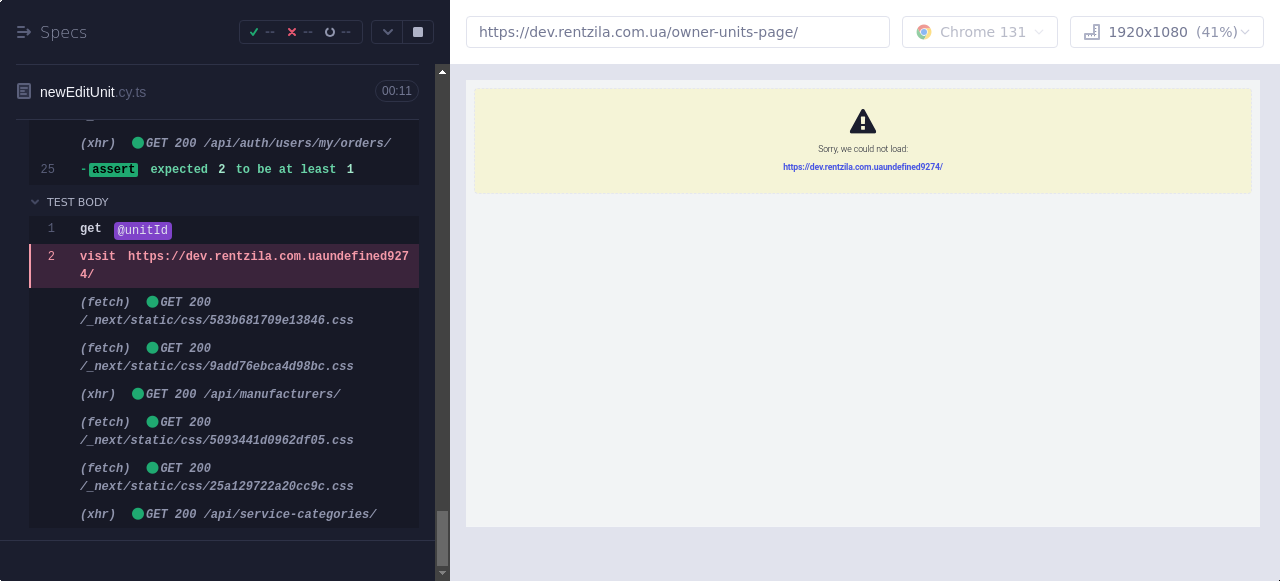 Specs
-- -- --
https://dev.rentzila.com.ua/owner-units-page/
Chrome 131
1920x1080 (41%)
newEditUnit.cy.ts
00:11
(xhr) GET 200 /api/auth/users/my/orders/
25 -assert expected 2 to be at least 1
TEST BODY
1 get @unitId
2 visit https://dev.rentzila.com.uaundefined927
4/
(fetch) GET 200
/_next/static/css/583b681709e13846.css
(fetch) GET 200
/_next/static/css/9add76ebca4d98bc.css
(xhr) GET 200 /api/manufacturers/
(fetch) GET 200
/_next/static/css/5093441d0962df05.css
(fetch) GET 200
/_next/static/css/25a129722a20cc9c.css
(xhr) GET 200 /api/service-categories/
Sorry, we could not load:
https://dev.rentzila.com.uaundefined9274/